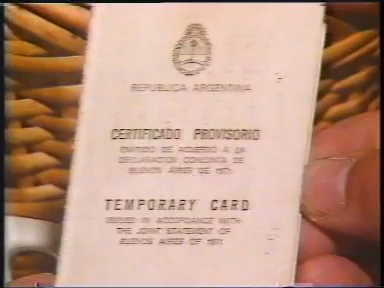 REPUBLICA ARGENTINA
CERTIFICADO PROVISORIO
EMITIDO DE ACUERDO A LA
DECLARACION CONJUNTA DE
BUENOS AIRES DE 1971
TEMPORARY CARD
ISSUED IN ACCORDANCE WITH
THE JOINT STATEMENT OF
BUENOS AIRES OF 1971